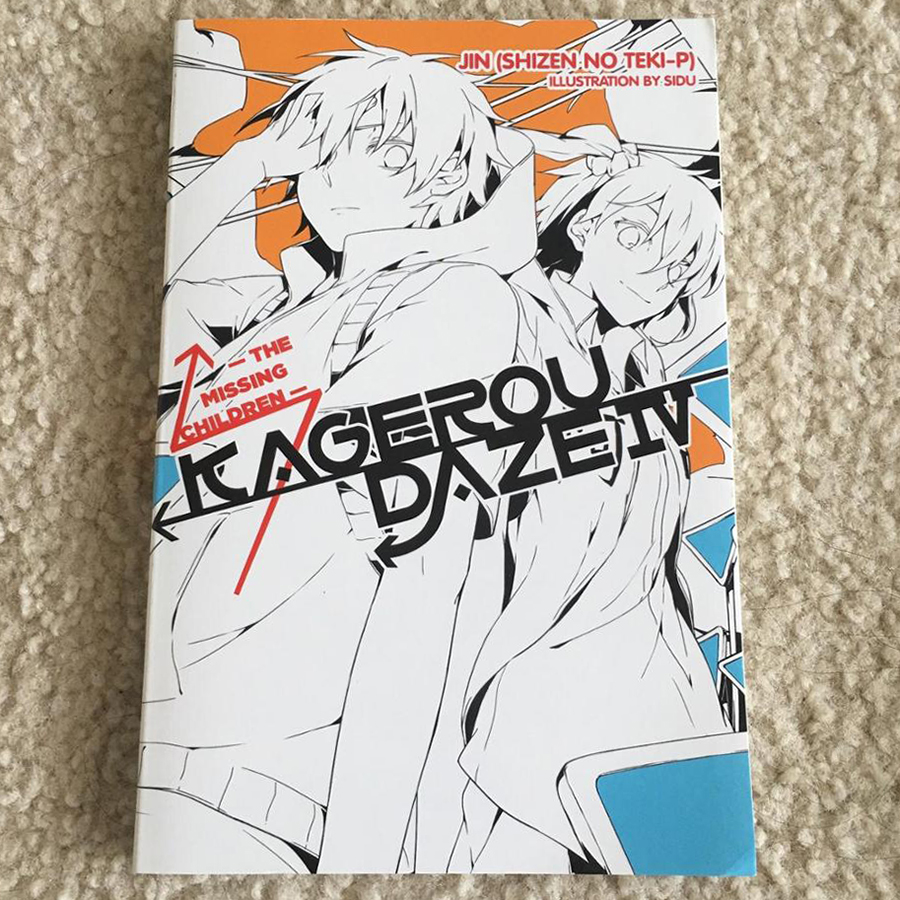 JIN (SHIZEN NO TEKI-P)
ILLUSTRATION BY SIDU
— THE
MISSING
CHILDREN —
KAGEROU
DAZE IV